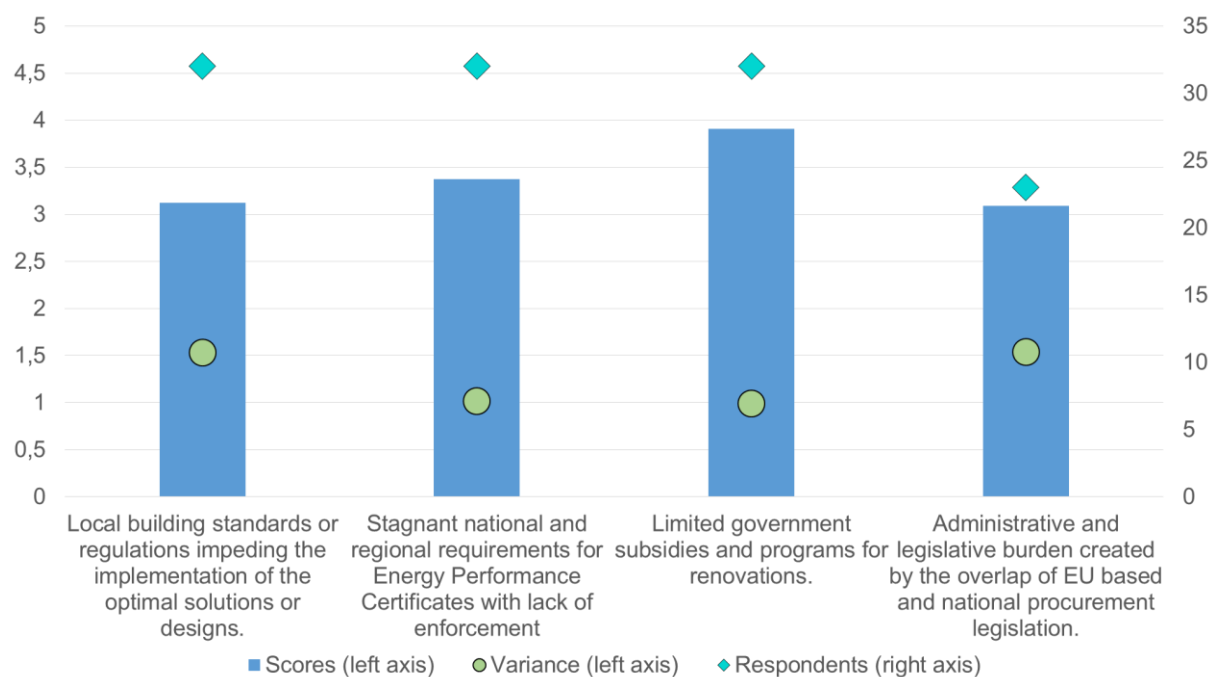 5
4,5
4
3,5
3
2,5
2
1,5
1
0,5
0
35
30
25
20
15
10
5
0
Local building standards or
regulations impeding the
implementation of the
optimal solutions or
designs.
Stagnant national and
regional requirements for
Energy Performance
Certificates with lack of
enforcement
Limited government
subsidies and programs for
renovations.
Administrative and
legislative burden created
by the overlap of EU based
and national procurement
legislation.
Scores (left axis) Variance (left axis) Respondents (right axis)